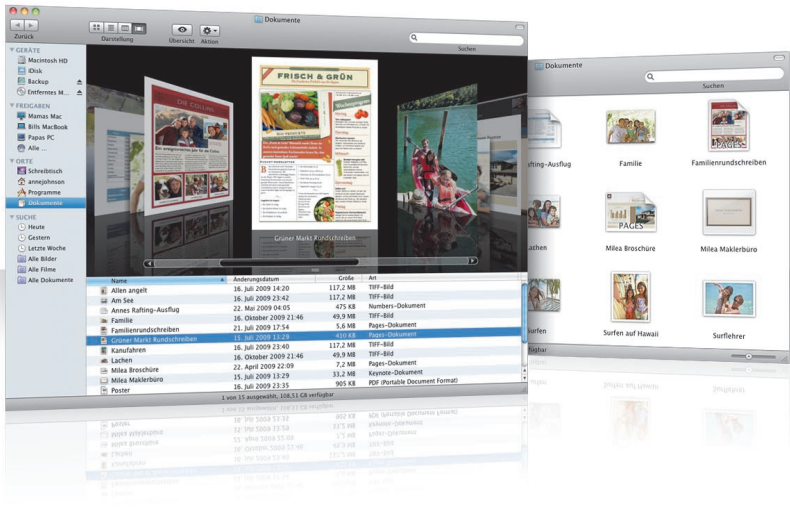 Dokumente
Zurück
Darstellung
Übersicht
Aktion
Suchen
GERÄTE
Macintosh HD
iDisk
Backup
Entferntes M...
FREIGABEN
Mamas Mac
Bills MacBook
Papas PC
Alle ...
ORTE
Schreibtisch
annejohnson
Programme
Dokumente
SUCHE
Heute
Gestern
Letzte Woche
Alle Bilder
Alle Filme
Alle Dokumente
DIE COLLINS
FRISCH & GRÜN
Wochenprogramm
Grüner Markt Rundschreiben
Name Änderungsdatum Größe Art
Allen angelt 16. Juli 2009 14:20 117,2 MB TIFF-Bild
Am See 16. Juli 2009 23:42 117,2 MB TIFF-Bild
Annes Rafting-Ausflug 22. Mai 2009 04:05 475 KB Numbers-Dokument
Familie 16. Oktober 2009 21:46 49,9 MB TIFF-Bild
Familienrundschreiben 21. Juli 2009 17:54 5,6 MB Pages-Dokument
Grüner Markt Rundschreiben 15. Juli 2009 13:29 410 KB Pages-Dokument
Kanufahren 16. Juli 2009 23:40 117,2 MB TIFF-Bild
Lachen 16. Oktober 2009 21:46 49,9 MB TIFF-Bild
Milea Broschüre 22. April 2009 22:09 7,2 MB Pages-Dokument
Milea Maklerbüro 15. Juli 2009 13:29 33,2 MB Keynote-Dokument
Poster 16. Juli 2009 23:35 905 KB PDF (Portable Document Format)
1 von 15 ausgewählt, 108,51 GB verfügbar
Dokumente
Suchen
PAGES
fting-Ausflug
Familie
Familienrundschreiben
PAGES
achen
Milea Broschüre
Milea Maklerbüro
urfen
Surfen auf Hawaii
Surflehrer
fügbar